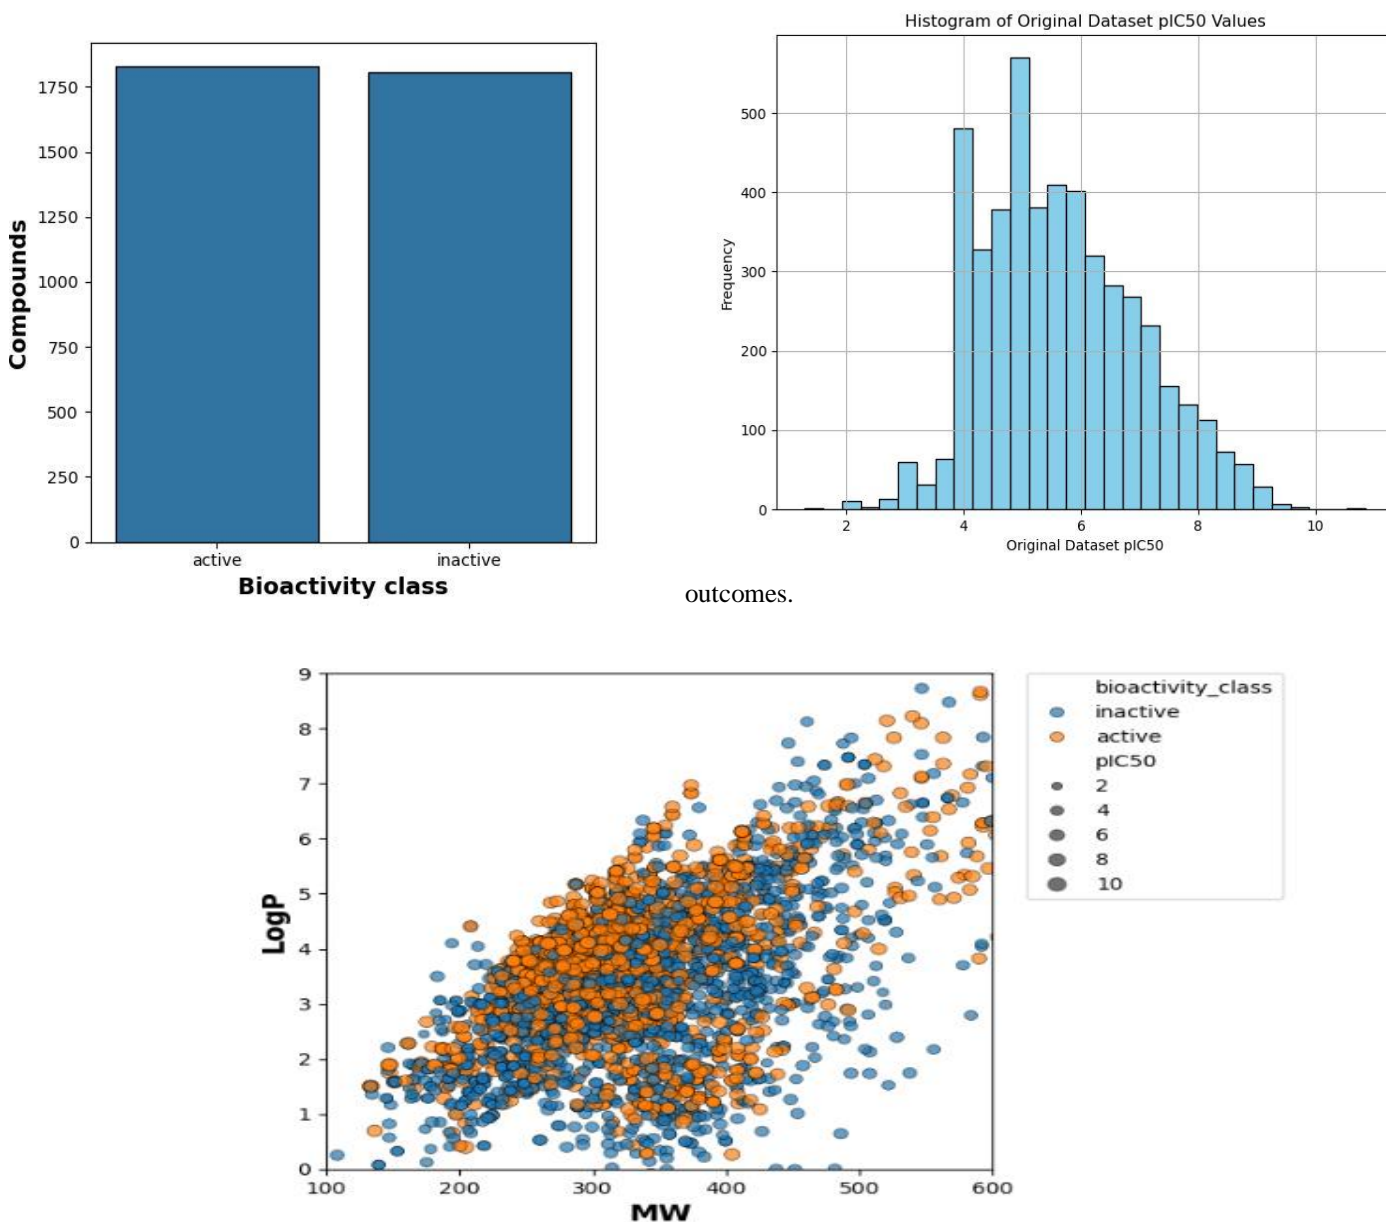 1750
1500
1250
1000
750
500
250
0
Compounds
active inactive
Bioactivity class
Histogram of Original Dataset pIC50 Values
500
400
300
200
100
0
Frequency
2 4 6 8 10
Original Dataset pIC50
outcomes.
9
8
7
6
5
4
3
2
1
0
LogP
100 200 300 400 500 600
MW
bioactivity_class
inactive
active
pIC50
2
4
6
8
10